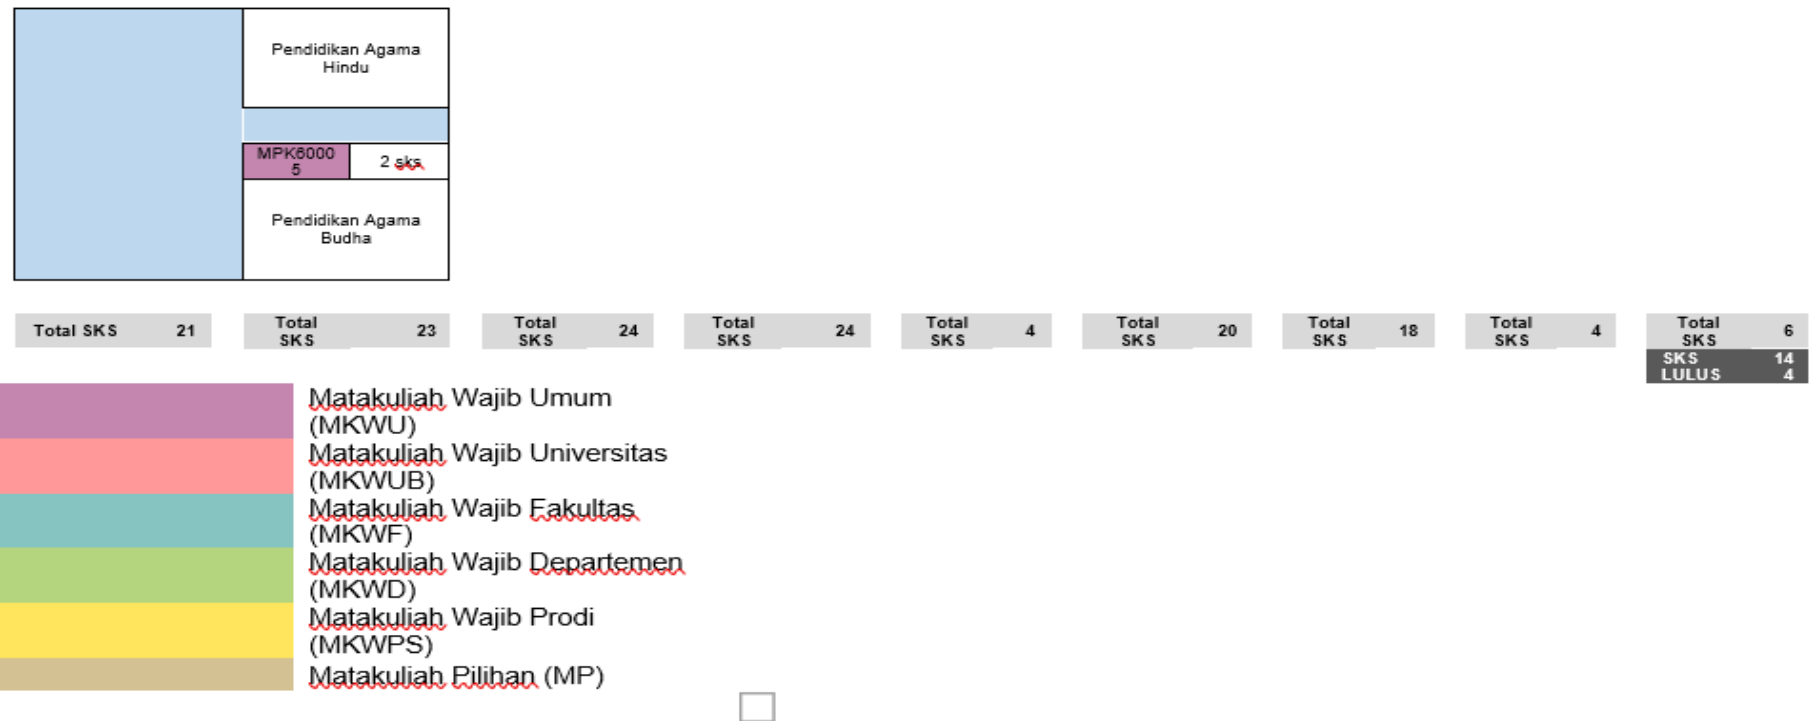 Pendidikan Agama
Hindu
MPK6000
5
2 sks
Pendidikan Agama
Budha
Total SKS 21
Total
SKS
23
Total
SKS
24
Total
SKS
24
Total
SKS
4
Total
SKS
20
Total
SKS
18
Total
SKS
4
Total
SKS
6
SKS 14
LULUS 4
Matakuliah Wajib Umum
(MKWU)
Matakuliah Wajib Universitas
(MKWUB)
Matakuliah Wajib Fakultas
(MKWF)
Matakuliah Wajib Departemen
(MKWD)
Matakuliah Wajib Prodi
(MKWPS)
Matakuliah Pilihan (MP)